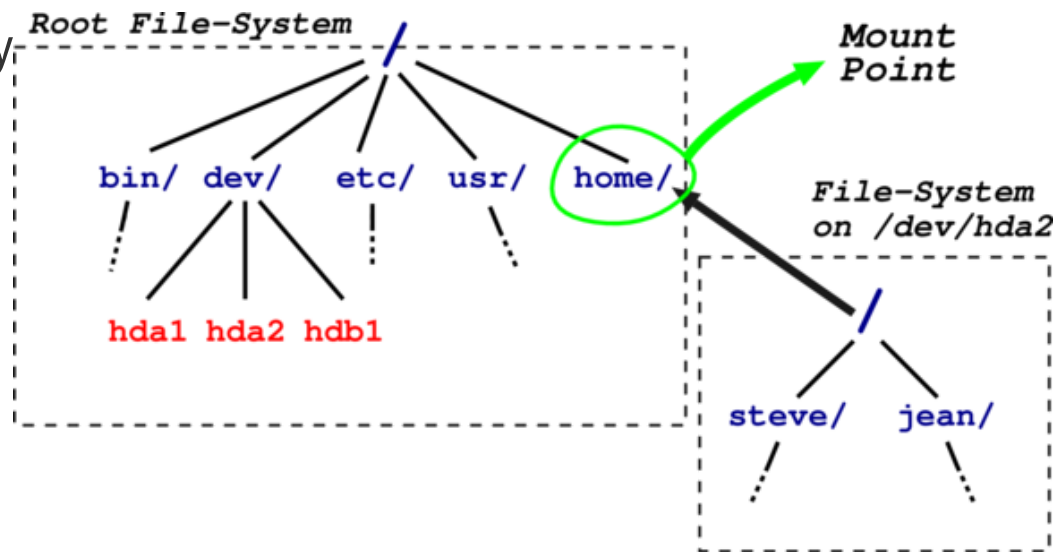 Root File-System
y
/
Mount
Point
bin/ dev/ etc/ usr/ home/
File-System
on /dev/hda2
/
hda1 hda2 hdb1
steve/ jean/